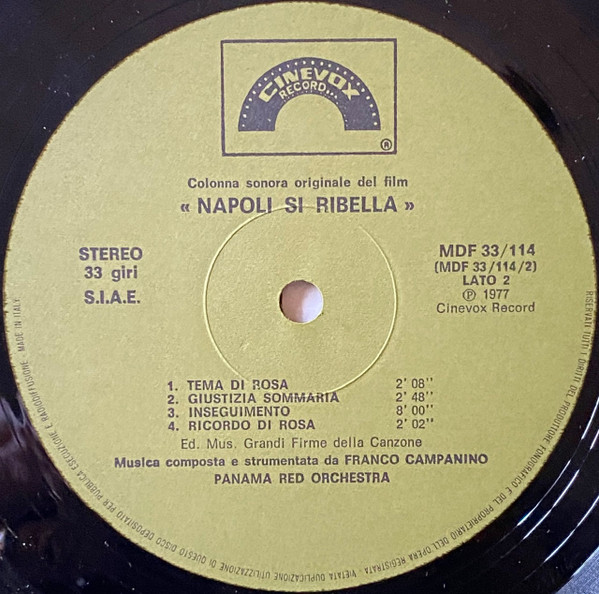 CINEVOX
RECORD...
®
Colonna sonora originale del film
« NAPOLI SI RIBELLA »
STEREO
33 giri
S.I.A.E.
MDF 33/114
(MDF 33/114/2)
LATO 2
℗ 1977
Cinevox Record
1. TEMA DI ROSA 2' 08''
2. GIUSTIZIA SOMMARIA 2' 48''
3. INSEGUIMENTO 8' 00''
4. RICORDO DI ROSA 2' 02''
Ed. Mus. Grandi Firme della Canzone
Musica composta e strumentata da FRANCO CAMPANINO
PANAMA RED ORCHESTRA
RISERVATI TUTTI I DIRITTI DEL PRODUTTORE FONOGRAFICO E DEL PROPRIETARIO DELL'OPERA REGISTRATA - VIETATA DUPLICAZIONE UTILIZZAZIONE DI QUESTO DISCO DEPOSITATO PER PUBBLICA ESECUZIONE E RADIODIFFUSIONE - MADE IN ITALY